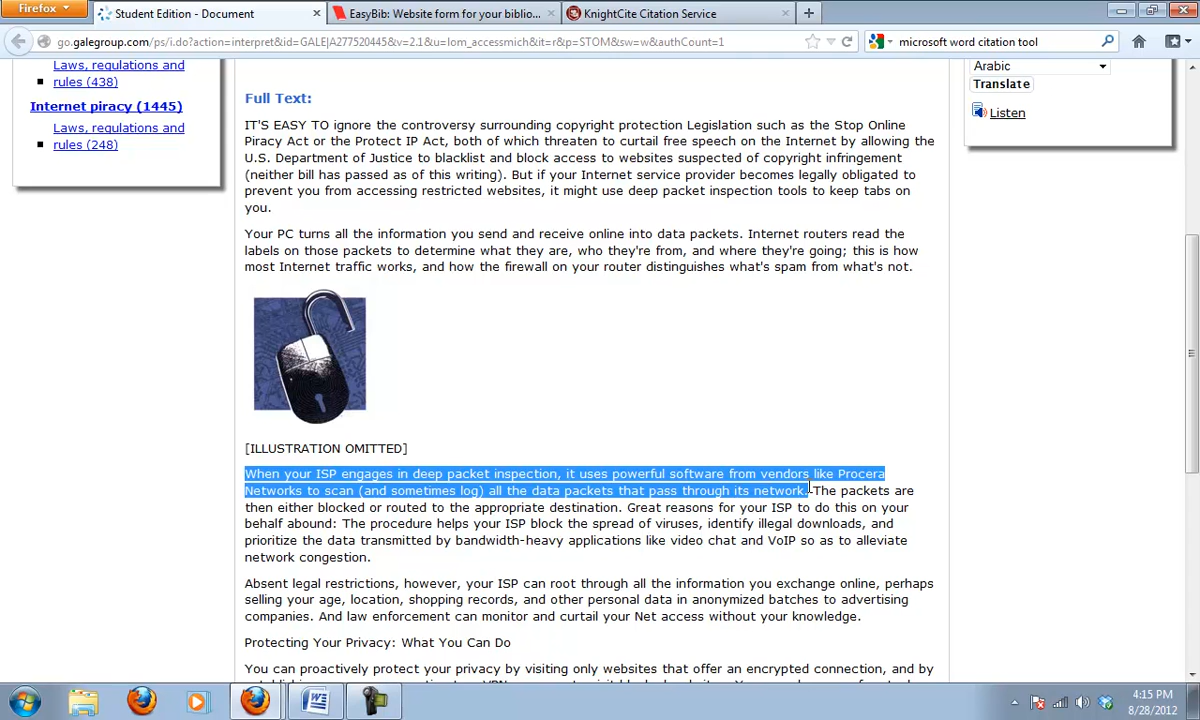 Firefox
Student Edition - Document
EasyBib: Website form for your biblio...
KnightCite Citation Service
go.galegroup.com/ps/i.do?action=interpret&id=GALE|A277520445&v=2.1&u=lom_accessmich&it=r&p=STOM&sw=w&authCount=1
microsoft word citation tool
Laws, regulations and
rules (438)
Internet piracy (1445)
Laws, regulations and
rules (248)
Arabic
Translate
Listen
Full Text:
IT'S EASY TO ignore the controversy surrounding copyright protection Legislation such as the Stop Online
Piracy Act or the Protect IP Act, both of which threaten to curtail free speech on the Internet by allowing the
U.S. Department of Justice to blacklist and block access to websites suspected of copyright infringement
(neither bill has passed as of this writing). But if your Internet service provider becomes legally obligated to
prevent you from accessing restricted websites, it might use deep packet inspection tools to keep tabs on
you.
Your PC turns all the information you send and receive online into data packets. Internet routers read the
labels on those packets to determine what they are, who they're from, and where they're going; this is how
most Internet traffic works, and how the firewall on your router distinguishes what's spam from what's not.
[ILLUSTRATION OMITTED]
When your ISP engages in deep packet inspection, it uses powerful software from vendors like Procera
Networks to scan (and sometimes log) all the data packets that pass through its network. The packets are
then either blocked or routed to the appropriate destination. Great reasons for your ISP to do this on your
behalf abound: The procedure helps your ISP block the spread of viruses, identify illegal downloads, and
prioritize the data transmitted by bandwidth-heavy applications like video chat and VoIP so as to alleviate
network congestion.
Absent legal restrictions, however, your ISP can root through all the information you exchange online, perhaps
selling your age, location, shopping records, and other personal data in anonymized batches to advertising
companies. And law enforcement can monitor and curtail your Net access without your knowledge.
Protecting Your Privacy: What You Can Do
You can proactively protect your privacy by visiting only websites that offer an encrypted connection, and by
4:15 PM
8/28/2012